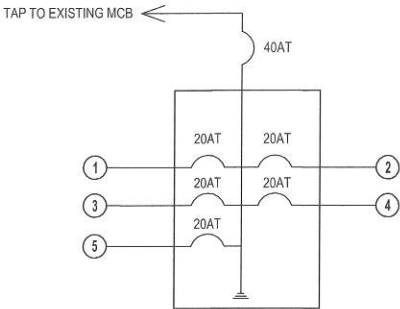 TAP TO EXISTING MCB
40AT
20AT 20AT
1 2
20AT 20AT
3 4
20AT
5